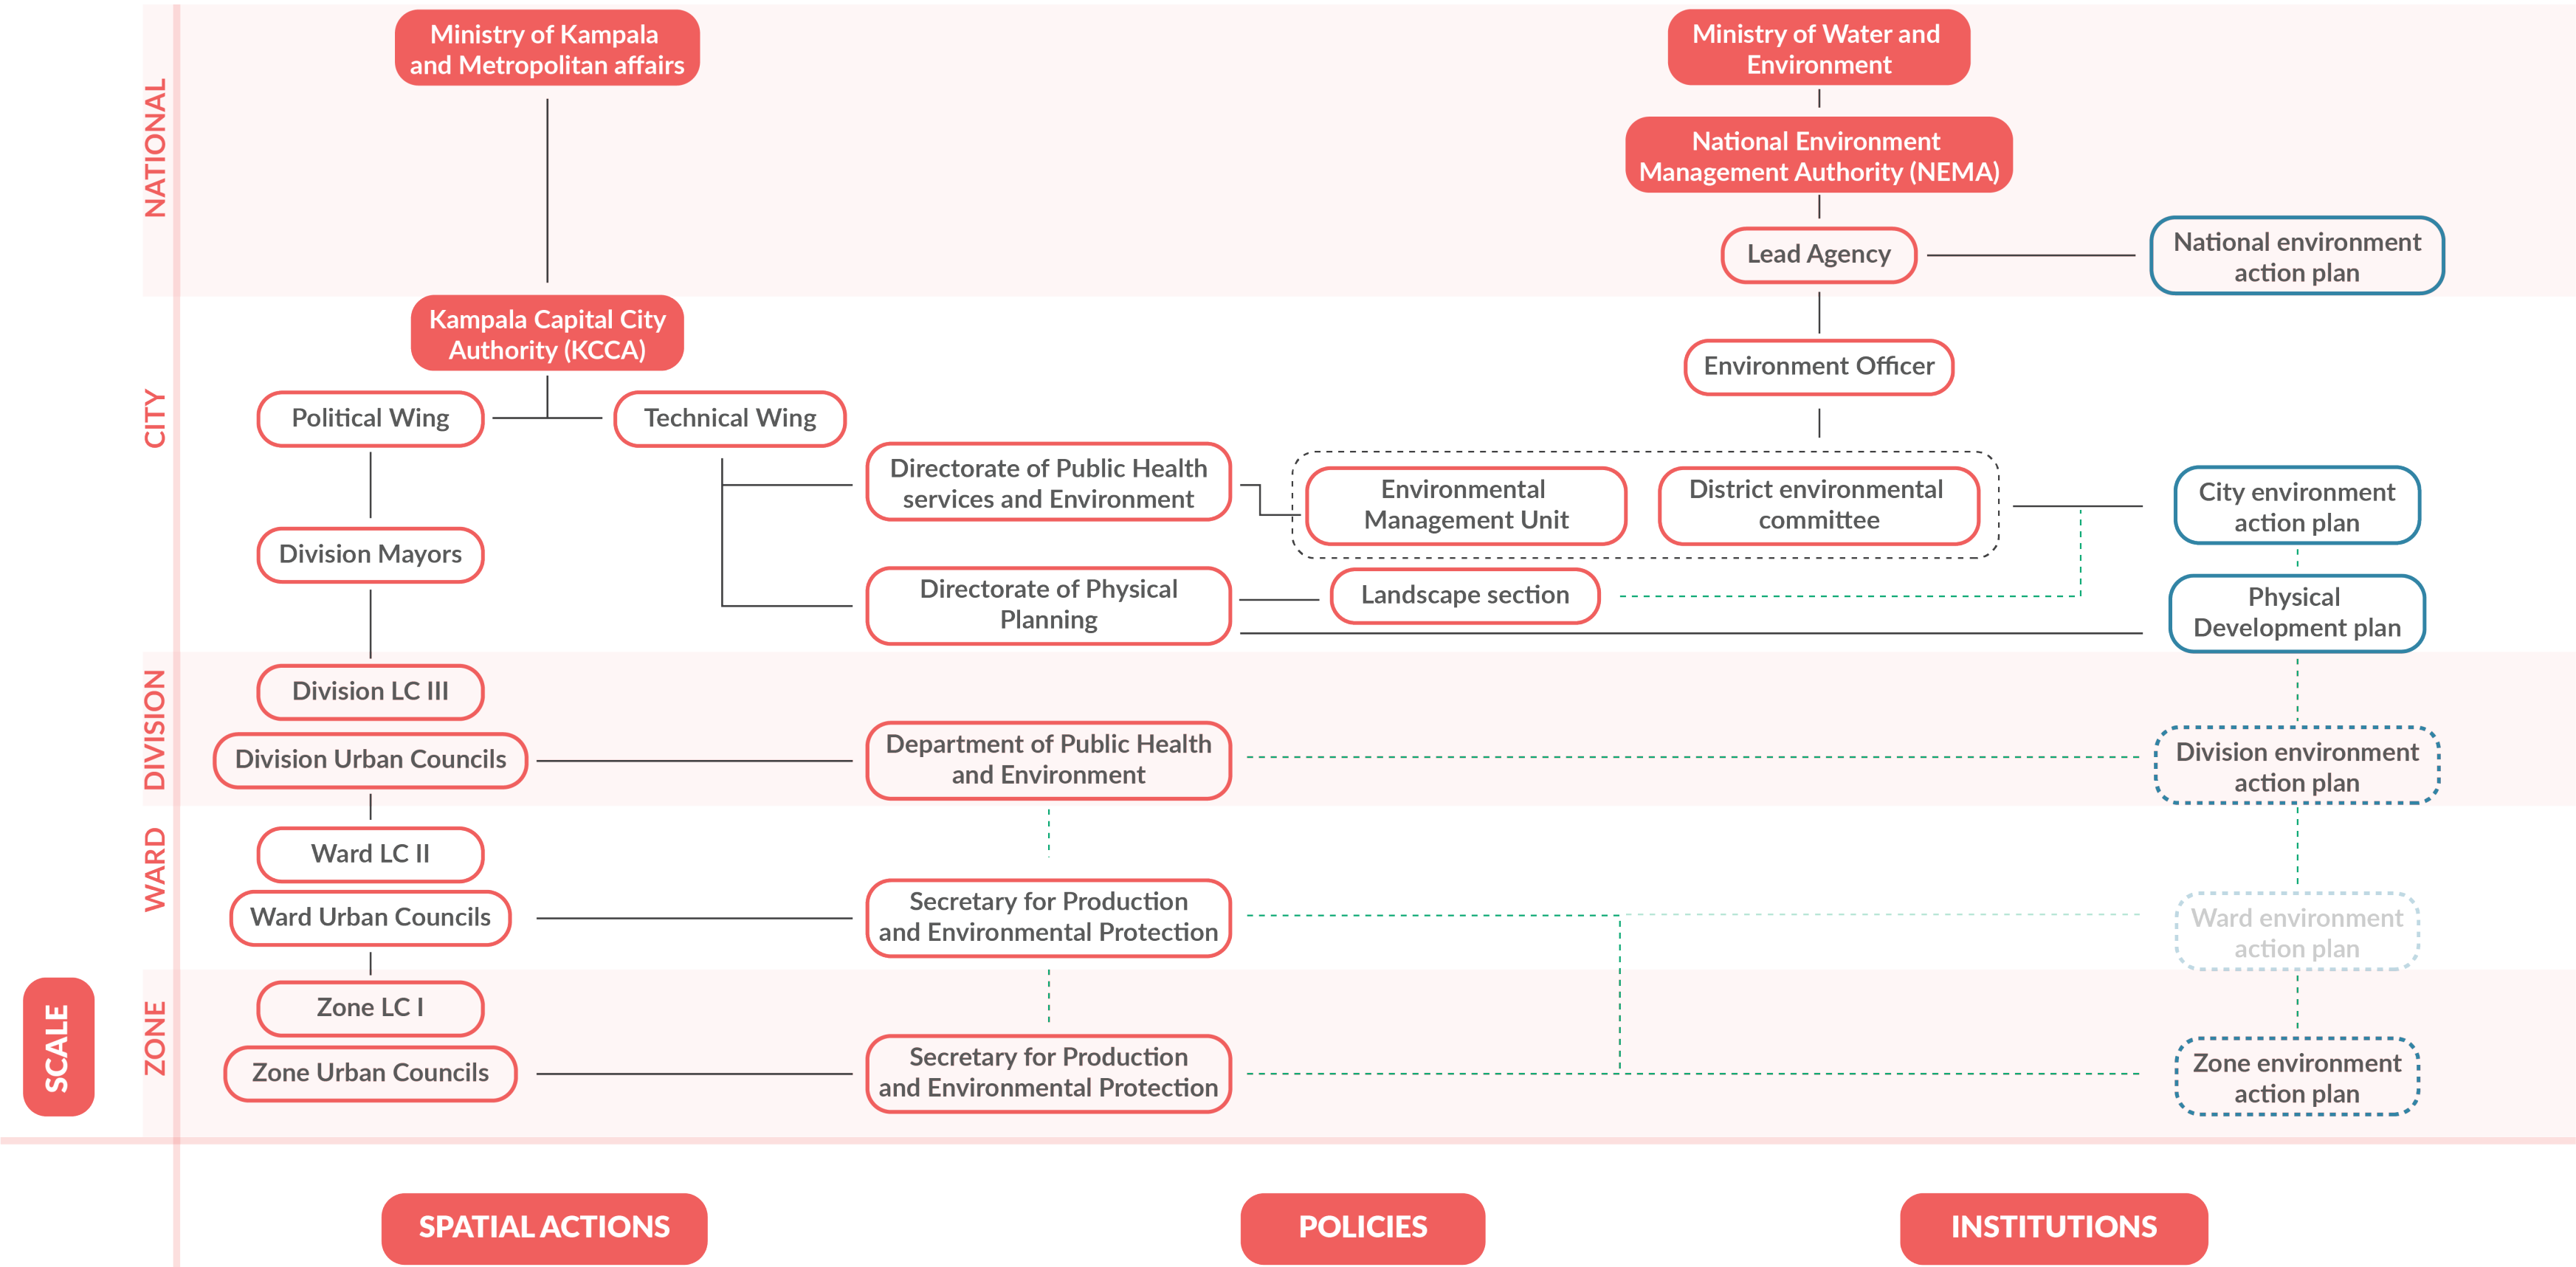 Ministry of Kampala
and Metropolitan affairs
Ministry of Water and
Environment
National Environment
Management Authority (NEMA)
NATIONAL
Lead Agency
National environment
action plan
Kampala Capital City
Authority (KCCA)
Environment Officer
CITY
Political Wing
Technical Wing
Directorate of Public Health
services and Environment
Environmental
Management Unit
District environmental
committee
City environment
action plan
Division Mayors
Directorate of Physical
Planning
Landscape section
Physical
Development plan
DIVISION
Division LC III
Division Urban Councils
Department of Public Health
and Environment
Division environment
action plan
WARD
Ward LC II
Ward Urban Councils
Secretary for Production
and Environmental Protection
Ward environment
action plan
ZONE
Zone LC I
Zone Urban Councils
Secretary for Production
and Environmental Protection
Zone environment
action plan
SCALE
SPATIAL ACTIONS
POLICIES
INSTITUTIONS